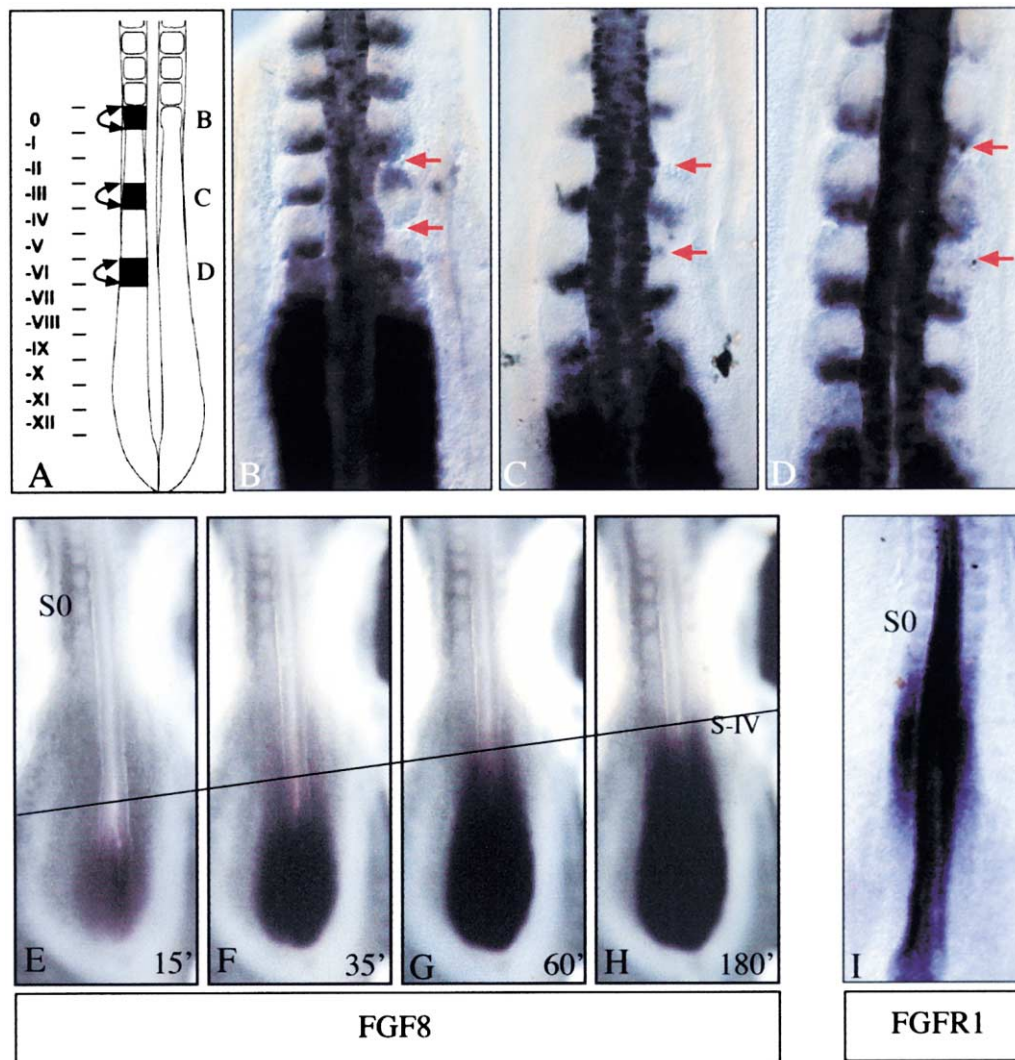 0
-I
-II
-III
-IV
-V
-VI
-VII
-VIII
-IX
-X
-XI
-XII
B
C
D
A
B
C
D
S0
S-IV
S0
E 15’
F 35’
G 60’
H 180’
I
FGF8
FGFR1